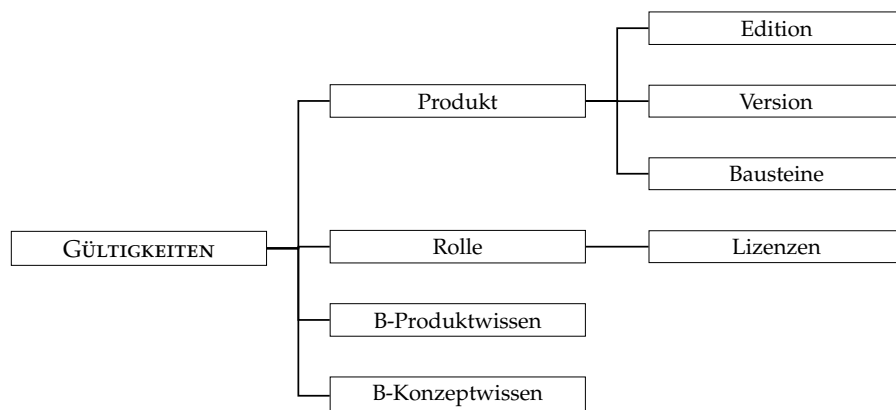 Edition
Produkt
Version
Bausteine
GÜLTIGKEITEN
Rolle
Lizenzen
B-Produktwissen
B-Konzeptwissen